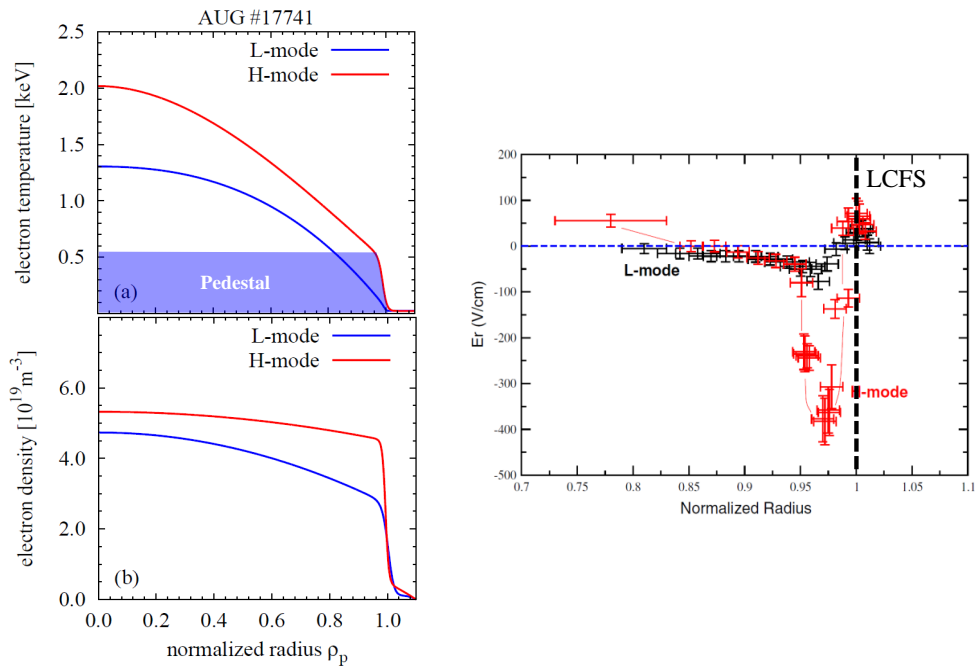 AUG #17741
electron temperature [keV]
2.5
2.0
1.5
1.0
0.5
L-mode
H-mode
Pedestal
(a)
electron density [10^19 m^-3]
6.0
4.0
2.0
0.0
L-mode
H-mode
(b)
0.0 0.2 0.4 0.6 0.8 1.0
normalized radius ρp
Er (V/cm)
200
100
0
-100
-200
-300
-400
-500
LCFS
L-mode
-mode
0.7 0.75 0.8 0.85 0.9 0.95 1 1.05 1.1
Normalized Radius